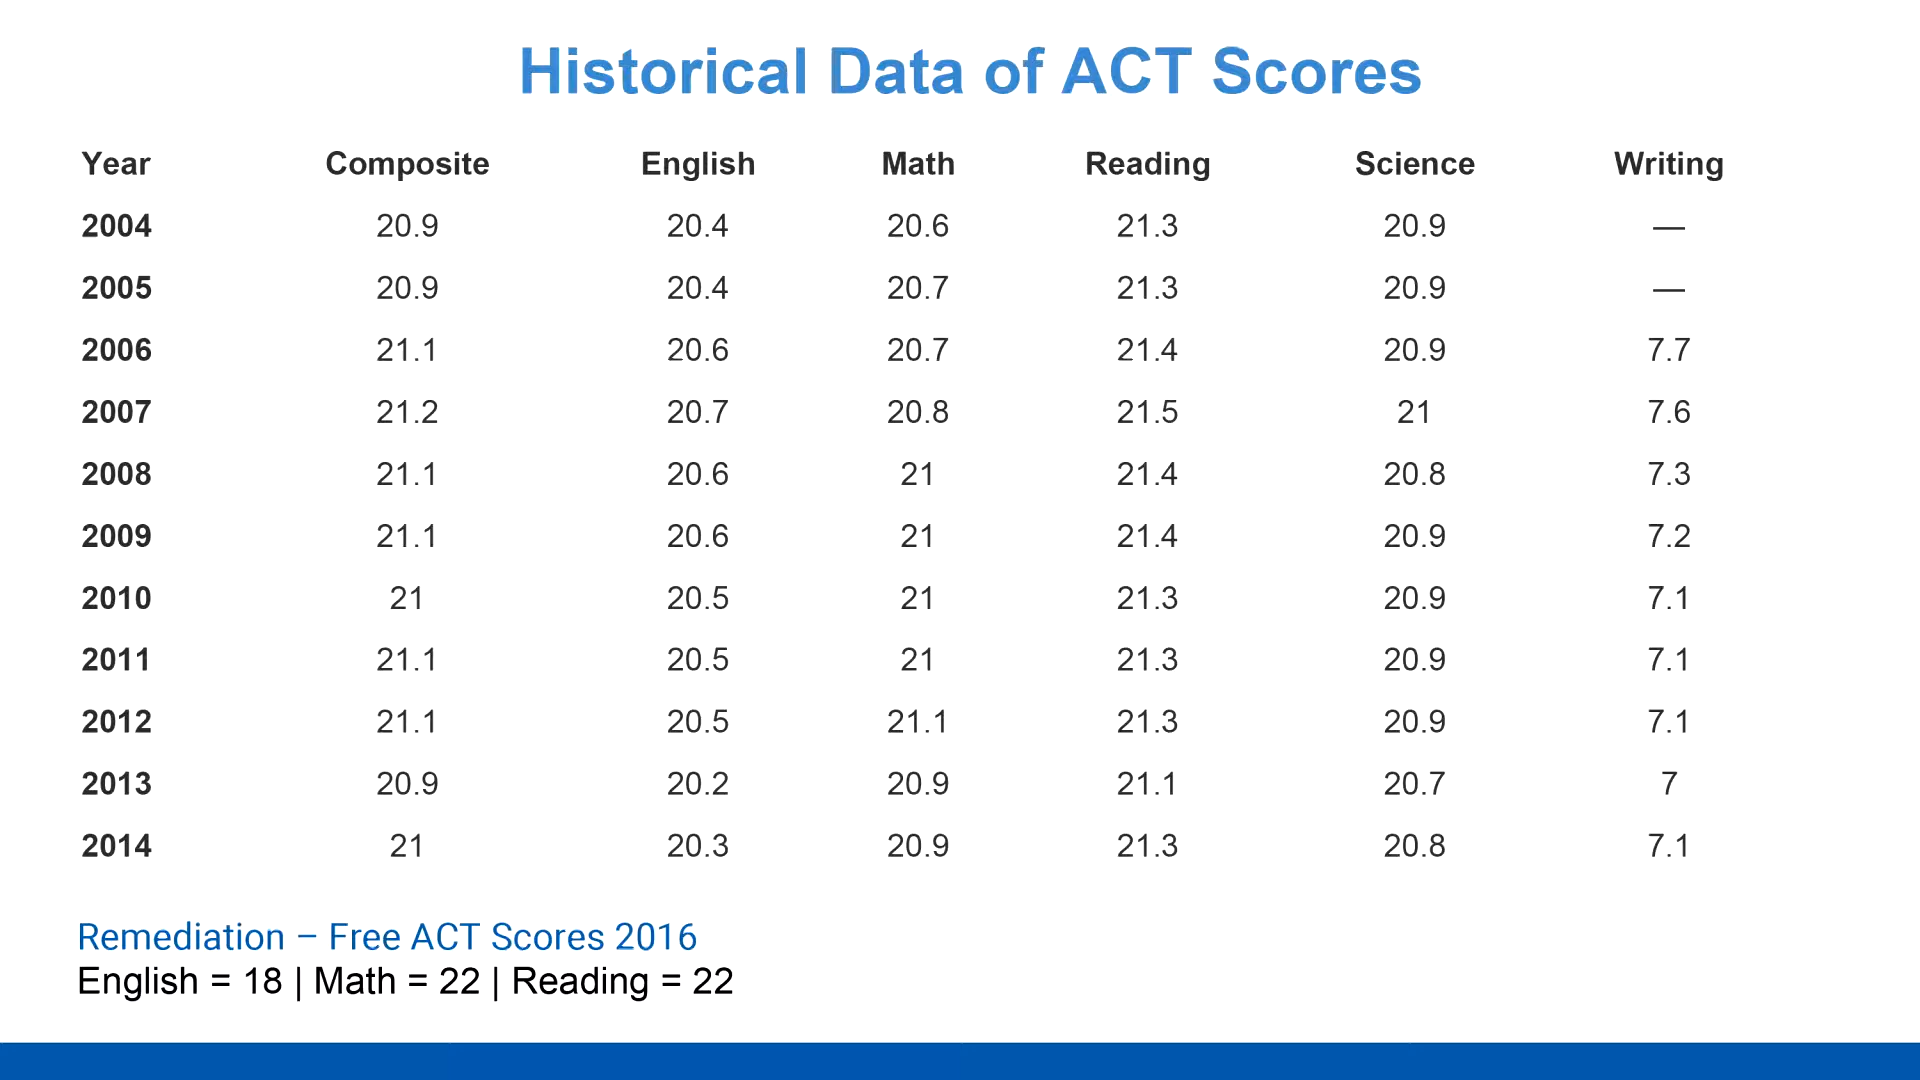 Historical Data of ACT Scores
Year Composite English Math Reading Science Writing
2004 20.9 20.4 20.6 21.3 20.9 —
2005 20.9 20.4 20.7 21.3 20.9 —
2006 21.1 20.6 20.7 21.4 20.9 7.7
2007 21.2 20.7 20.8 21.5 21 7.6
2008 21.1 20.6 21 21.4 20.8 7.3
2009 21.1 20.6 21 21.4 20.9 7.2
2010 21 20.5 21 21.3 20.9 7.1
2011 21.1 20.5 21 21.3 20.9 7.1
2012 21.1 20.5 21.1 21.3 20.9 7.1
2013 20.9 20.2 20.9 21.1 20.7 7
2014 21 20.3 20.9 21.3 20.8 7.1
Remediation – Free ACT Scores 2016
English = 18 | Math = 22 | Reading = 22